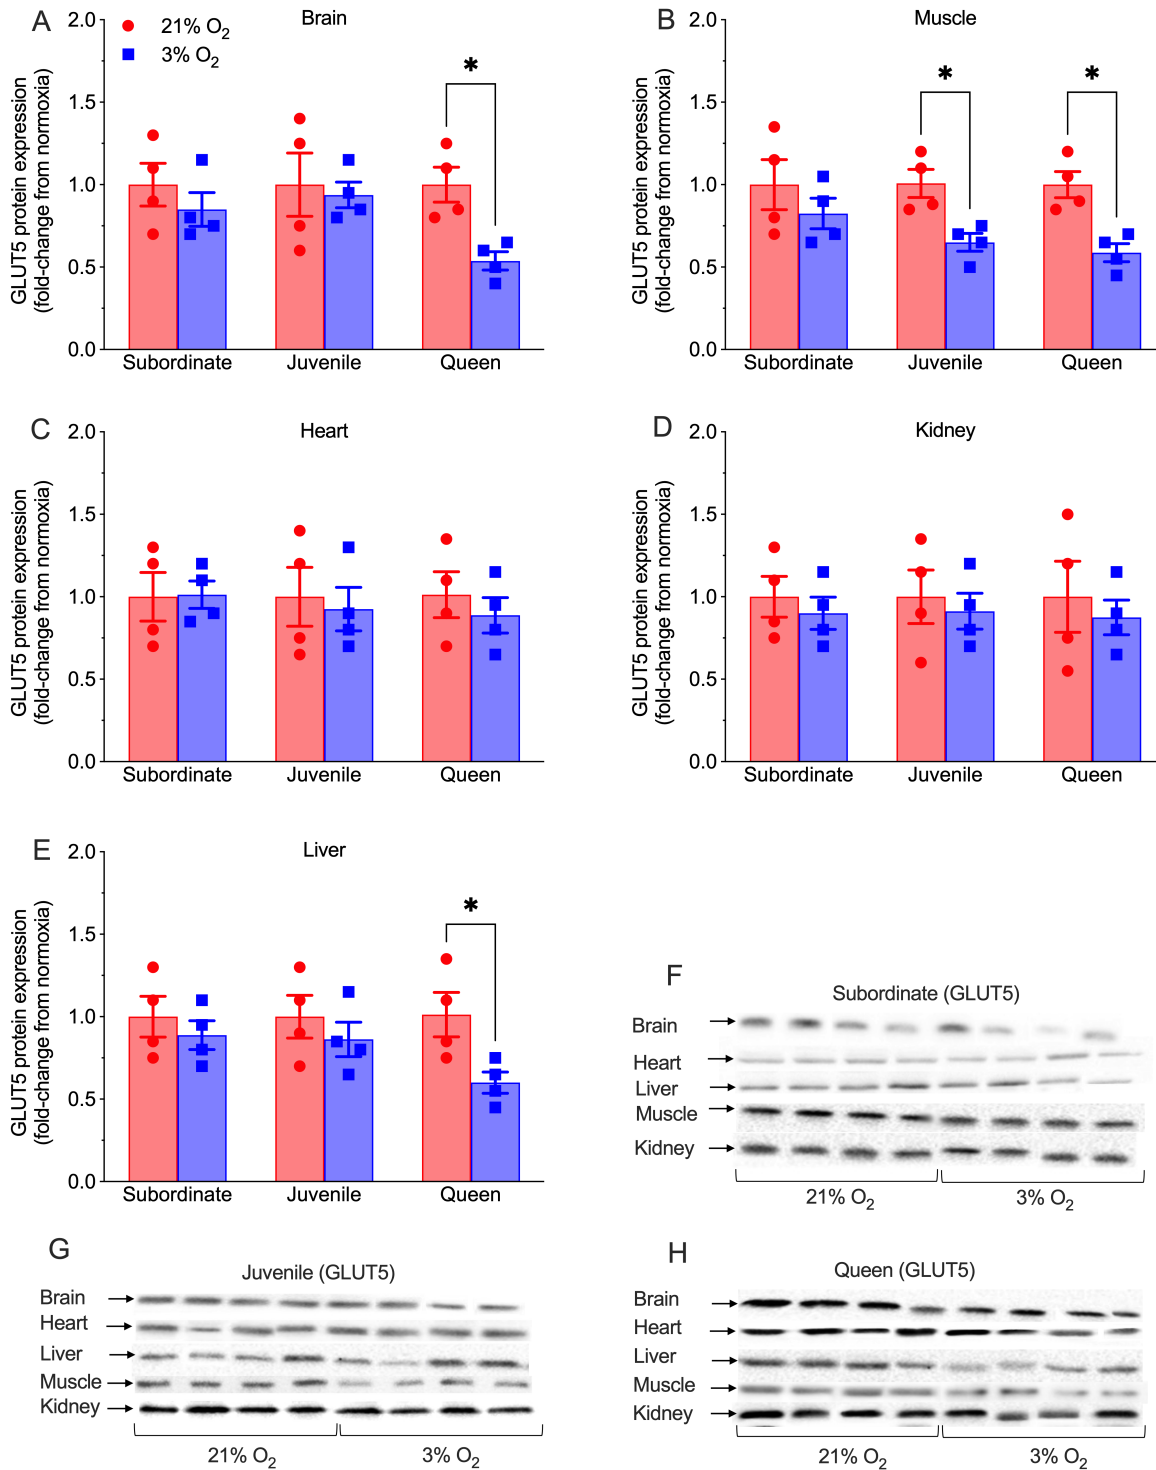 A
Brain
21% O2
3% O2
GLUT5 protein expression
(fold-change from normoxia)
2.0
1.5
1.0
0.5
0.0
*
Subordinate Juvenile Queen
B
Muscle
GLUT5 protein expression
(fold-change from normoxia)
2.0
1.5
1.0
0.5
0.0
* *
Subordinate Juvenile Queen
C
Heart
GLUT5 protein expression
(fold-change from normoxia)
2.0
1.5
1.0
0.5
0.0
Subordinate Juvenile Queen
D
Kidney
GLUT5 protein expression
(fold-change from normoxia)
2.0
1.5
1.0
0.5
0.0
Subordinate Juvenile Queen
E
Liver
GLUT5 protein expression
(fold-change from normoxia)
2.0
1.5
1.0
0.5
0.0
*
Subordinate Juvenile Queen
F
Subordinate (GLUT5)
Brain
Heart
Liver
Muscle
Kidney
21% O2 3% O2
G
Juvenile (GLUT5)
Brain
Heart
Liver
Muscle
Kidney
21% O2 3% O2
H
Queen (GLUT5)
Brain
Heart
Liver
Muscle
Kidney
21% O2 3% O2